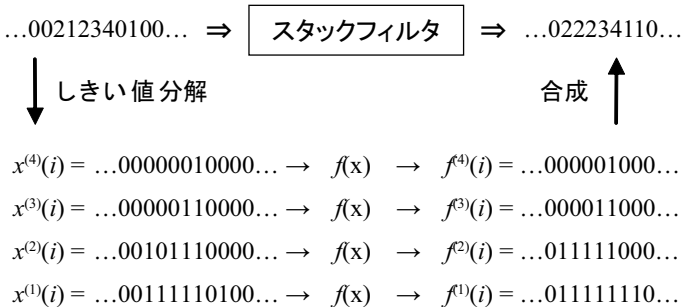 …00212340100… ⇒ スタックフィルタ ⇒ …022234110…
しきい値分解 合成
x⁽⁴⁾(i) = …00000010000… → f(x) → f⁽⁴⁾(i) = …000001000…
x⁽³⁾(i) = …00000110000… → f(x) → f⁽³⁾(i) = …000011000…
x⁽²⁾(i) = …00101110000… → f(x) → f⁽²⁾(i) = …011111000…
x⁽¹⁾(i) = …00111110100… → f(x) → f⁽¹⁾(i) = …011111110…